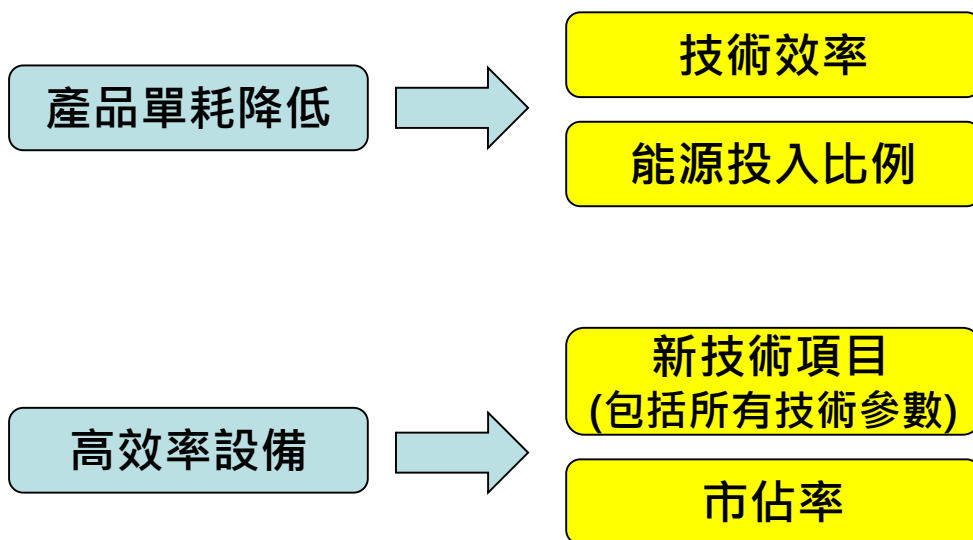 產品單耗降低
技術效率
能源投入比例
高效率設備
新技術項目
(包括所有技術參數)
市佔率